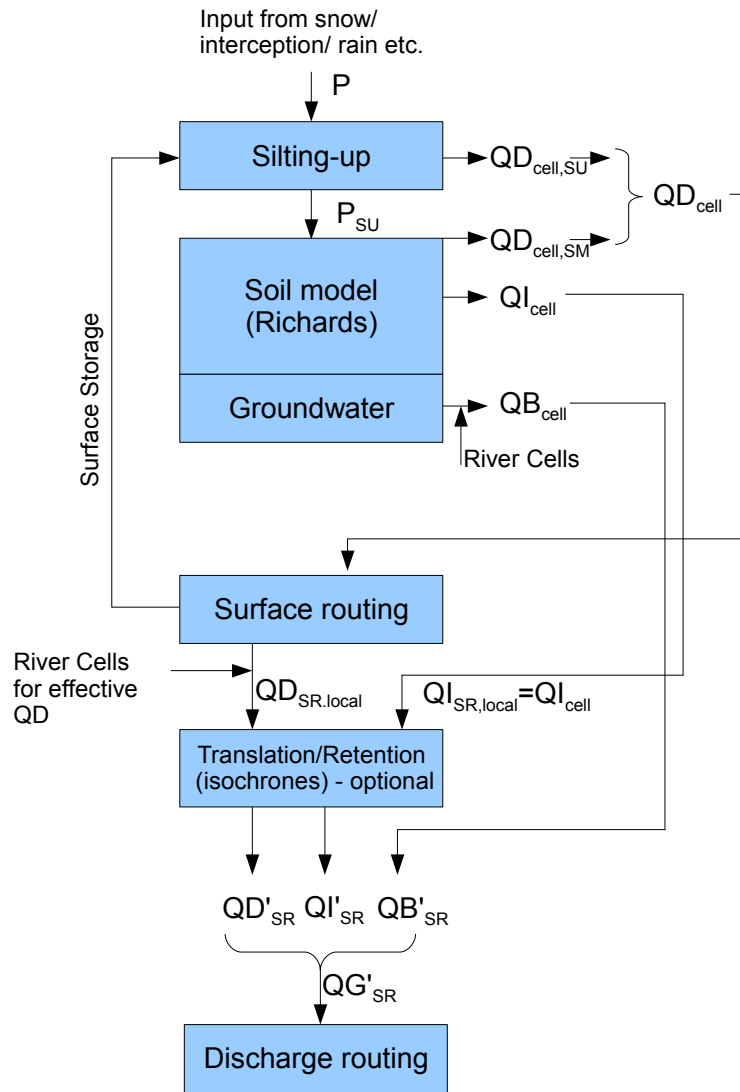 Input from snow/
interception/ rain etc.
P
Silting-up
QDcell,SU
QDcell
PSU
QDcell,SM
Soil model
(Richards)
QIcell
Groundwater
QBcell
River Cells
Surface Storage
Surface routing
River Cells
for effective
QD
QDSR.local
QISR,local=QIcell
Translation/Retention
(isochrones) - optional
QD'SR QI'SR QB'SR
QG'SR
Discharge routing